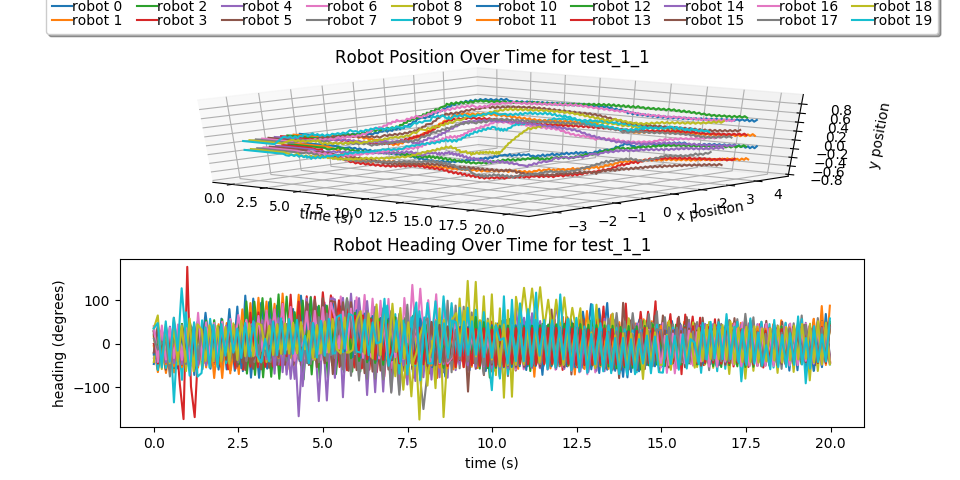 robot 0 robot 2 robot 4 robot 6 robot 8 robot 10 robot 12 robot 14 robot 16 robot 18
robot 1 robot 3 robot 5 robot 7 robot 9 robot 11 robot 13 robot 15 robot 17 robot 19
Robot Position Over Time for test_1_1
0.8
0.6
0.4
0.2
0.0
−0.2
−0.4
−0.6
−0.8
y position
0.0 2.5 5.0 7.5 10.0 12.5 15.0 17.5 20.0
time (s)
−3 −2 −1 0 1 2 3 4
x position
Robot Heading Over Time for test_1_1
100
0
−100
heading (degrees)
0.0 2.5 5.0 7.5 10.0 12.5 15.0 17.5 20.0
time (s)